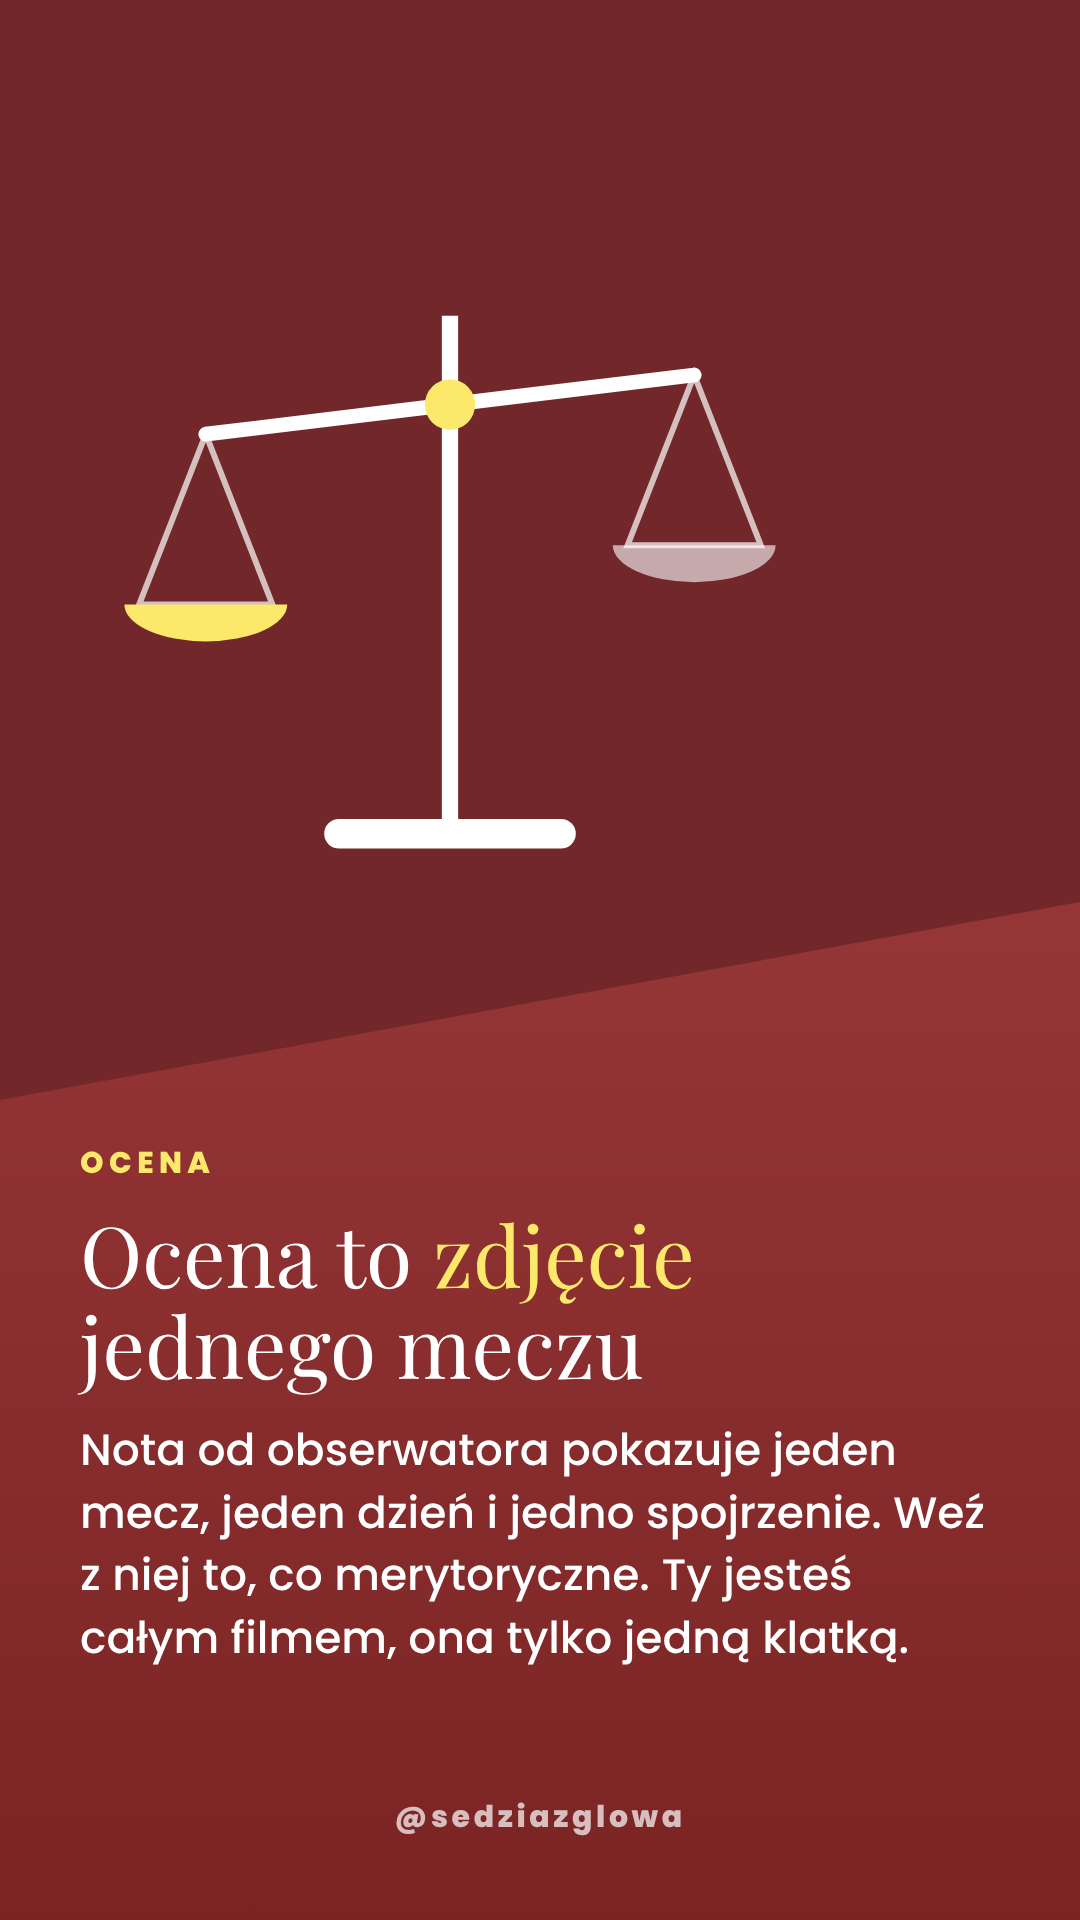 OCENA
Ocena to zdjęcie
jednego meczu
Nota od obserwatora pokazuje jeden
mecz, jeden dzień i jedno spojrzenie. Weź
z niej to, co merytoryczne. Ty jesteś
całym filmem, ona tylko jedną klatką.
@sedziazglowa